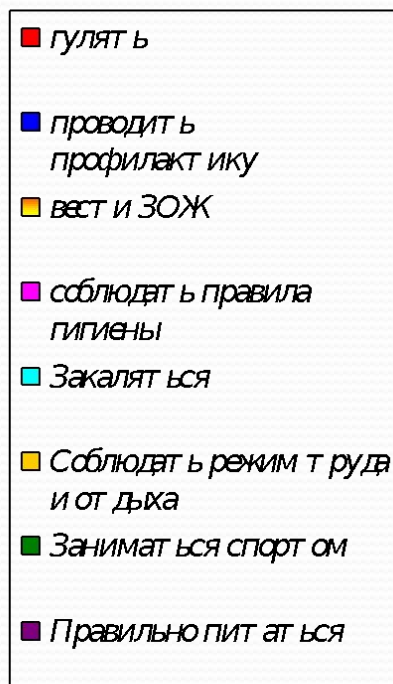 гулять
проводить
профилактику
вести ЗОЖ
соблюдать правила
гигиены
Закаляться
Соблюдать режим труда
и отдыха
Заниматься спортом
Правильно питаться